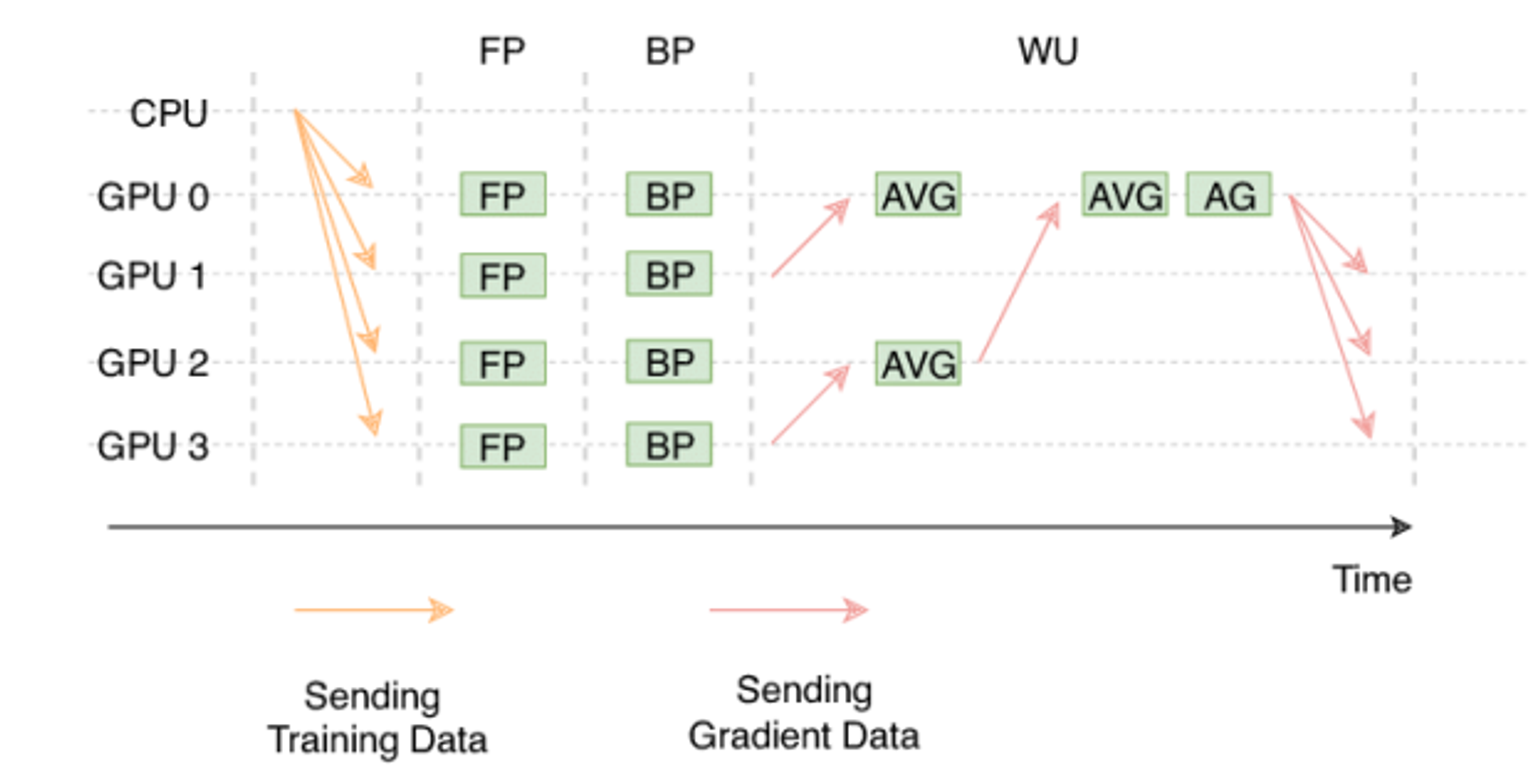 FP BP WU
CPU
GPU 0 FP BP AVG AVG AG
GPU 1 FP BP
GPU 2 FP BP AVG
GPU 3 FP BP
Time
Sending
Training Data
Sending
Gradient Data